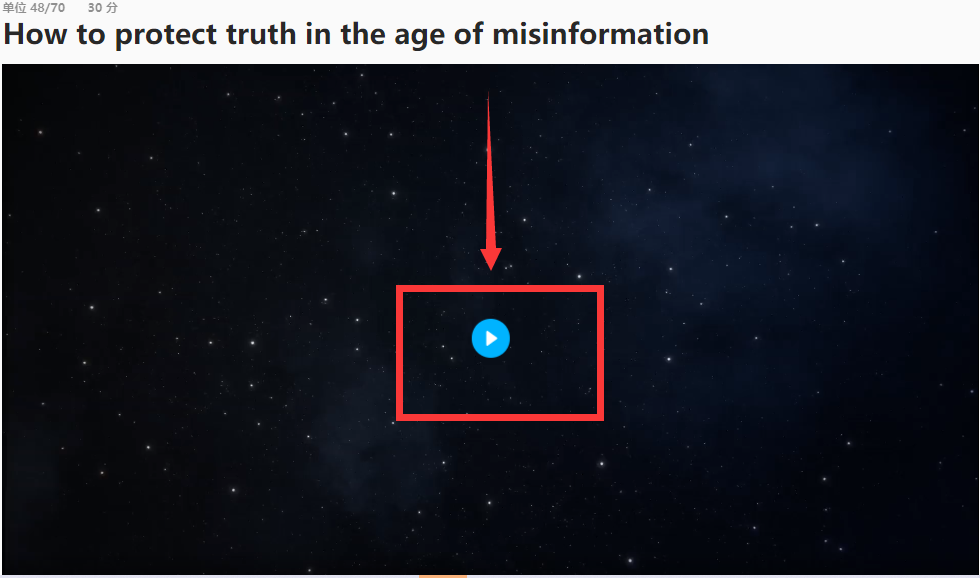 单位 48/70 30 分
How to protect truth in the age of misinformation